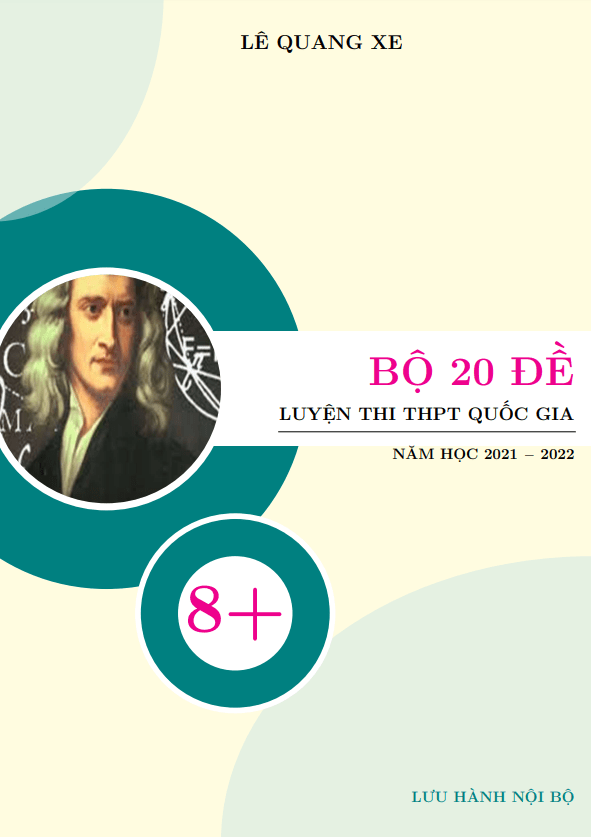 LÊ QUANG XE
BỘ 20 ĐỀ
LUYỆN THI THPT QUỐC GIA
NĂM HỌC 2021 – 2022
8+
LƯU HÀNH NỘI BỘ